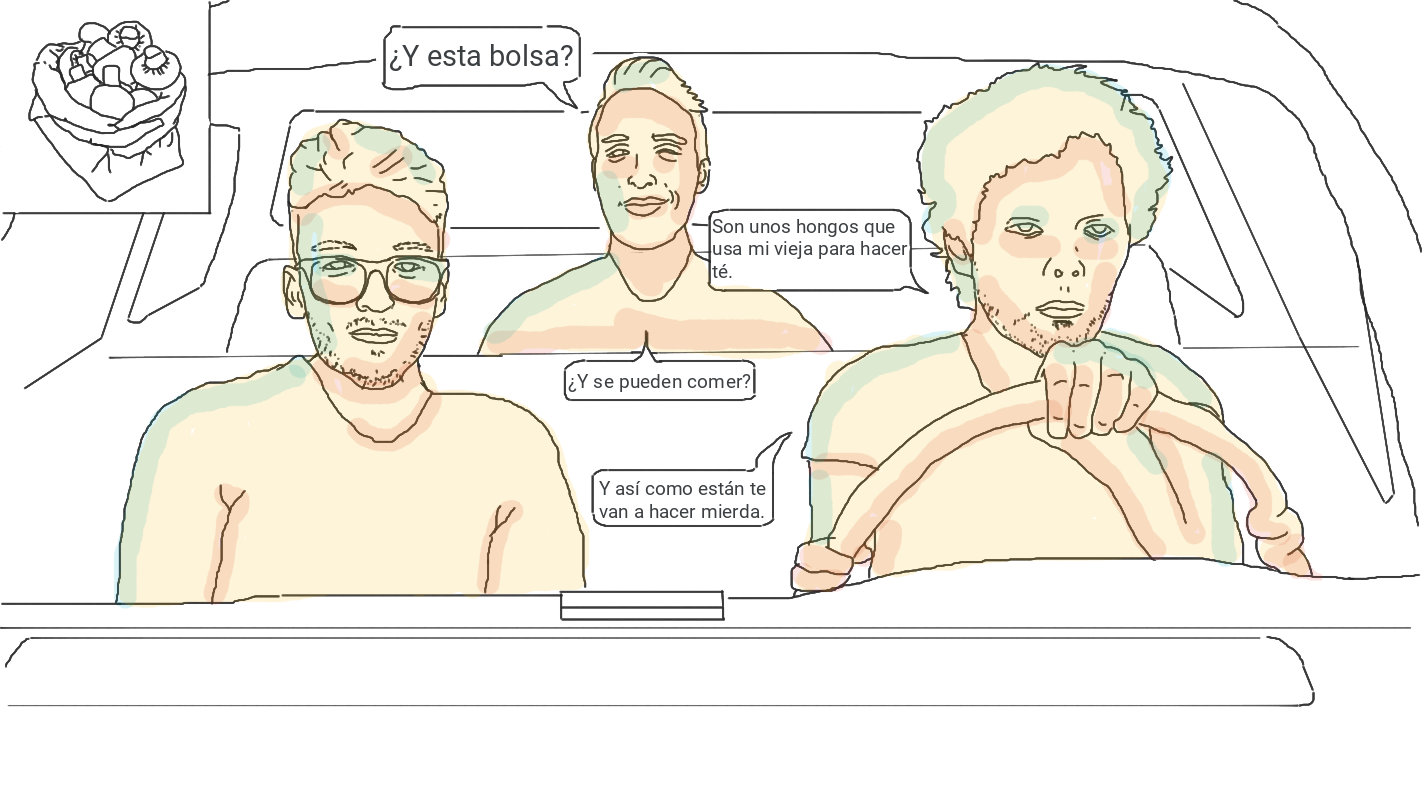 ¿Y esta bolsa?
Son unos hongos que
usa mi vieja para hacer
té.
¿Y se pueden comer?
Y así como están te
van a hacer mierda.